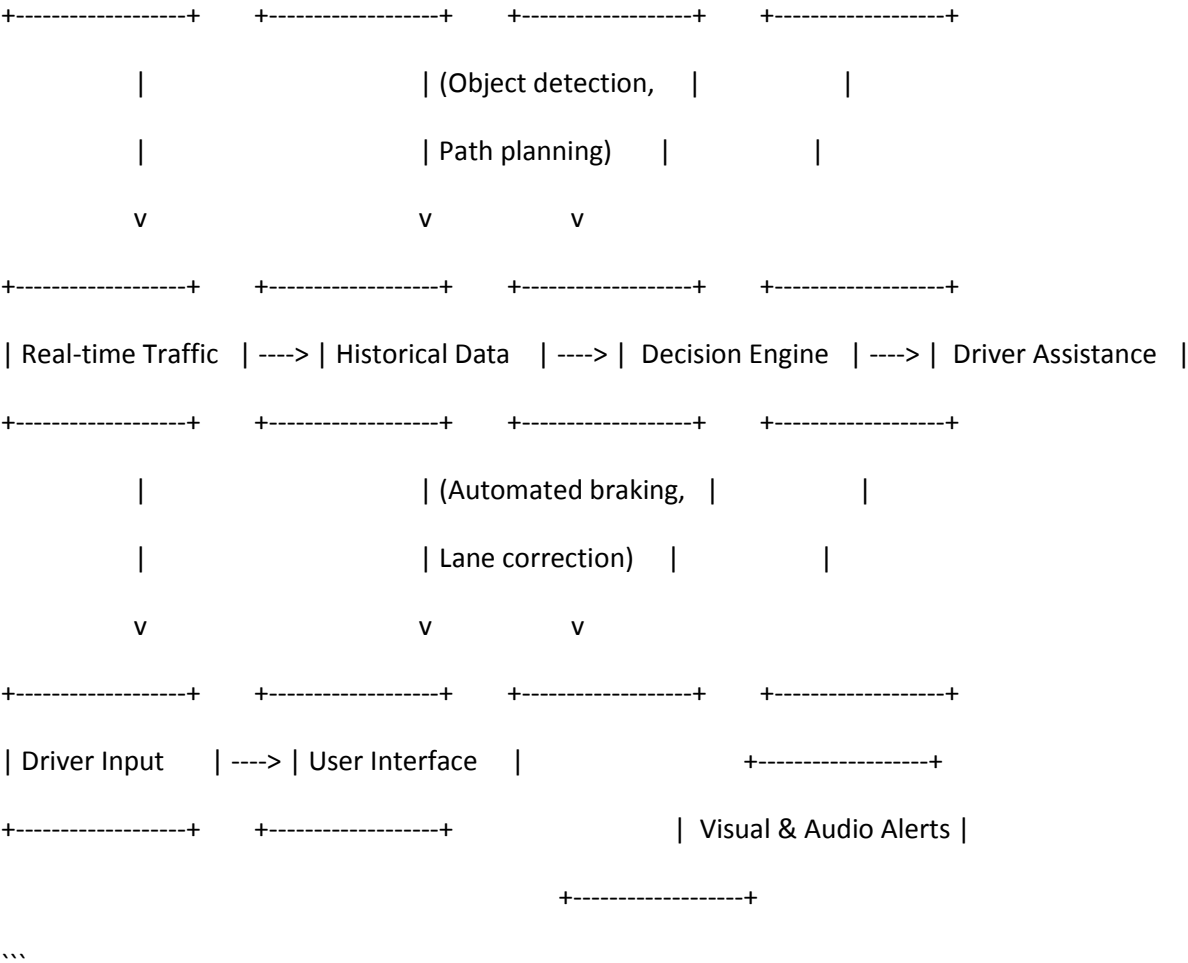 +-------------------+ +-------------------+ +-------------------+ +-------------------+
| | (Object detection, | |
| | Path planning) | |
v v v
+-------------------+ +-------------------+ +-------------------+ +-------------------+
| Real-time Traffic | ----> | Historical Data | ----> | Decision Engine | ----> | Driver Assistance |
+-------------------+ +-------------------+ +-------------------+ +-------------------+
| | (Automated braking, | |
| | Lane correction) | |
v v v
+-------------------+ +-------------------+ +-------------------+ +-------------------+
| Driver Input | ----> | User Interface | +-------------------+
+-------------------+ +-------------------+ | Visual & Audio Alerts |
+-------------------+
```